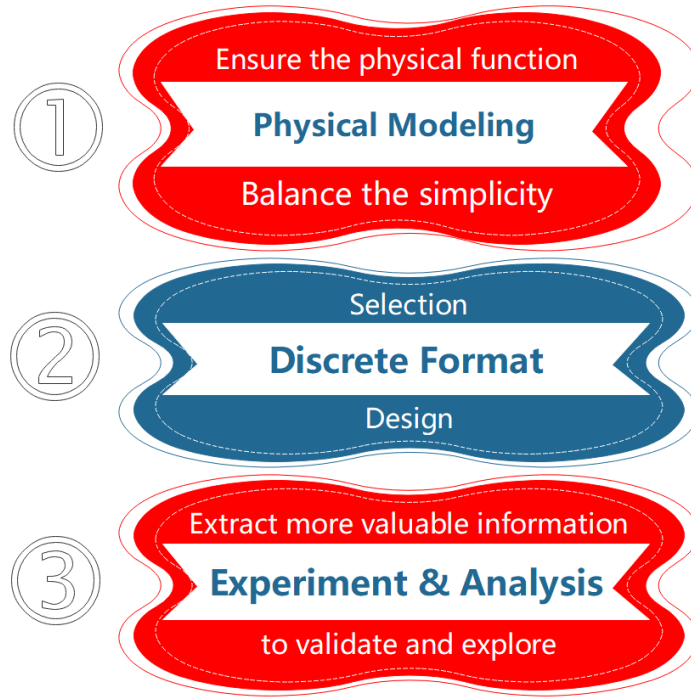 1
Ensure the physical function
Physical Modeling
Balance the simplicity
2
Selection
Discrete Format
Design
3
Extract more valuable information
Experiment & Analysis
to validate and explore